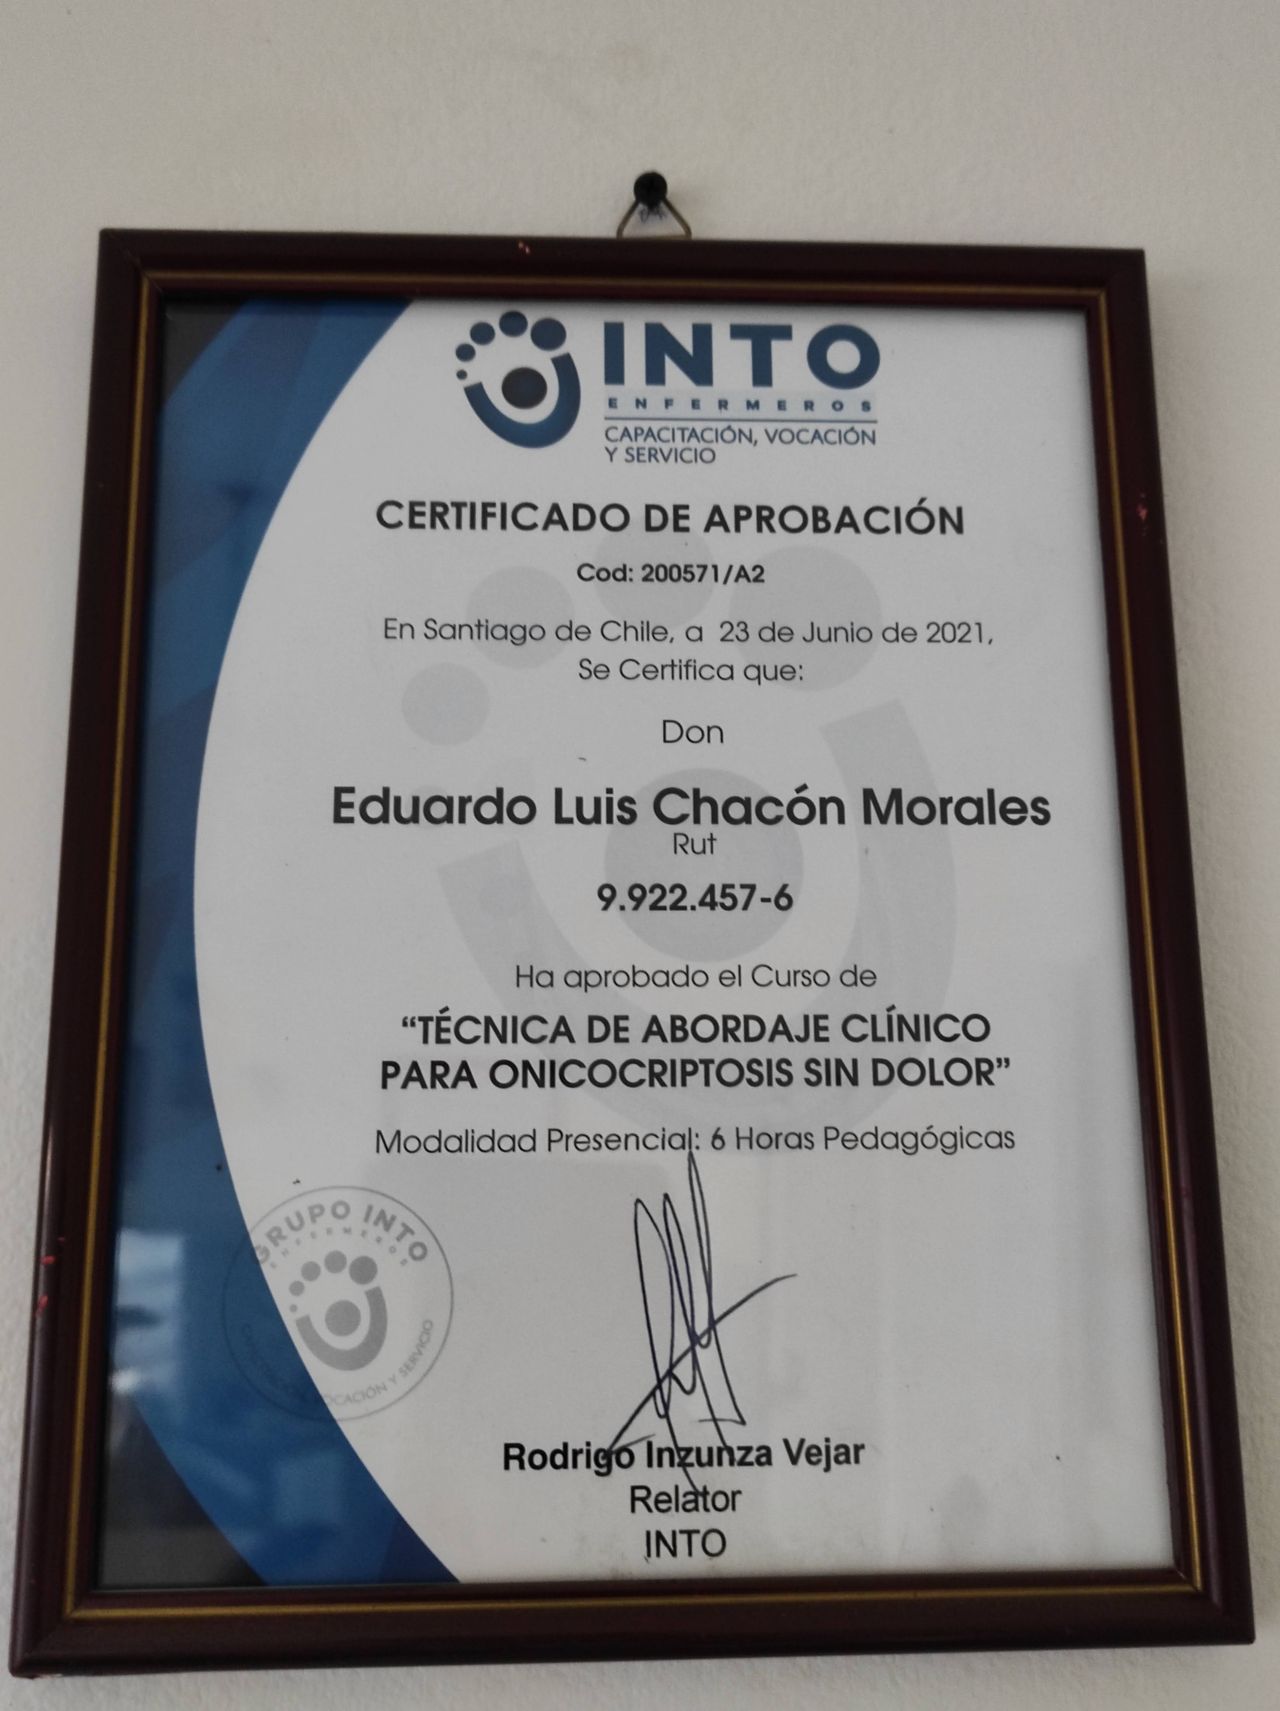 INTO
ENFERMEROS
CAPACITACIÓN, VOCACIÓN
Y SERVICIO
CERTIFICADO DE APROBACIÓN
Cod: 200571/A2
En Santiago de Chile, a 23 de Junio de 2021,
Se Certifica que:
Don
Eduardo Luis Chacón Morales
Rut
9.922.457-6
Ha aprobado el Curso de
“TÉCNICA DE ABORDAJE CLÍNICO
PARA ONICOCRIPTOSIS SIN DOLOR”
Modalidad Presencial: 6 Horas Pedagógicas
GRUPO INTO
ENFERMEROS
CAPACITACIÓN, VOCACIÓN Y SERVICIO
Rodrigo Inzunza Vejar
Relator
INTO